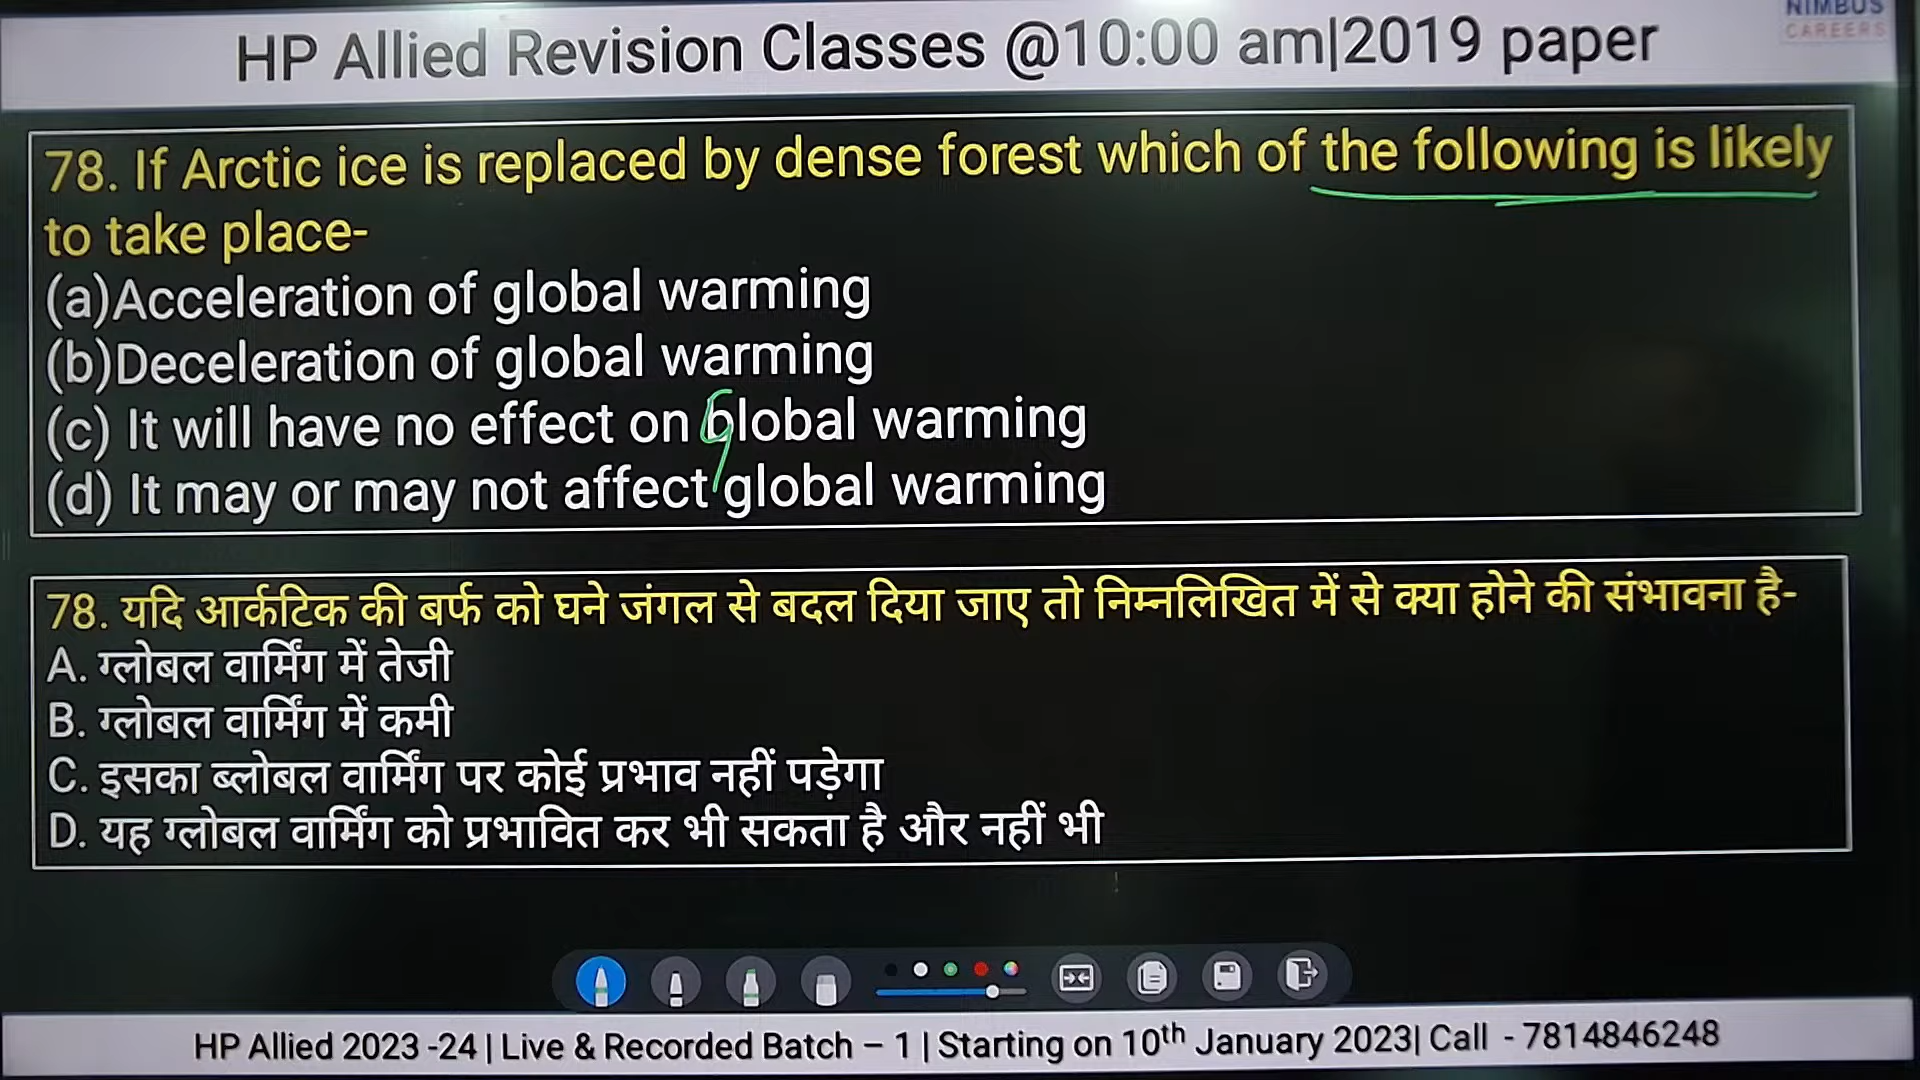 NIMBUS
CAREERS
HP Allied Revision Classes @10:00 am|2019 paper
78. If Arctic ice is replaced by dense forest which of the following is likely
to take place-
(a)Acceleration of global warming
(b)Deceleration of global warming
(c) It will have no effect on blobal warming
(d) It may or may not affect global warming
78. यदि आर्कटिक की बर्फ को घने जंगल से बदल दिया जाए तो निम्नलिखित में से क्या होने की संभावना है-
A. ग्लोबल वार्मिंग में तेजी
B. ग्लोबल वार्मिंग में कमी
C. इसका ब्लोबल वार्मिंग पर कोई प्रभाव नहीं पड़ेगा
D. यह ग्लोबल वार्मिंग को प्रभावित कर भी सकता है और नहीं भी
HP Allied 2023 -24 | Live & Recorded Batch – 1 | Starting on 10th January 2023| Call - 7814846248